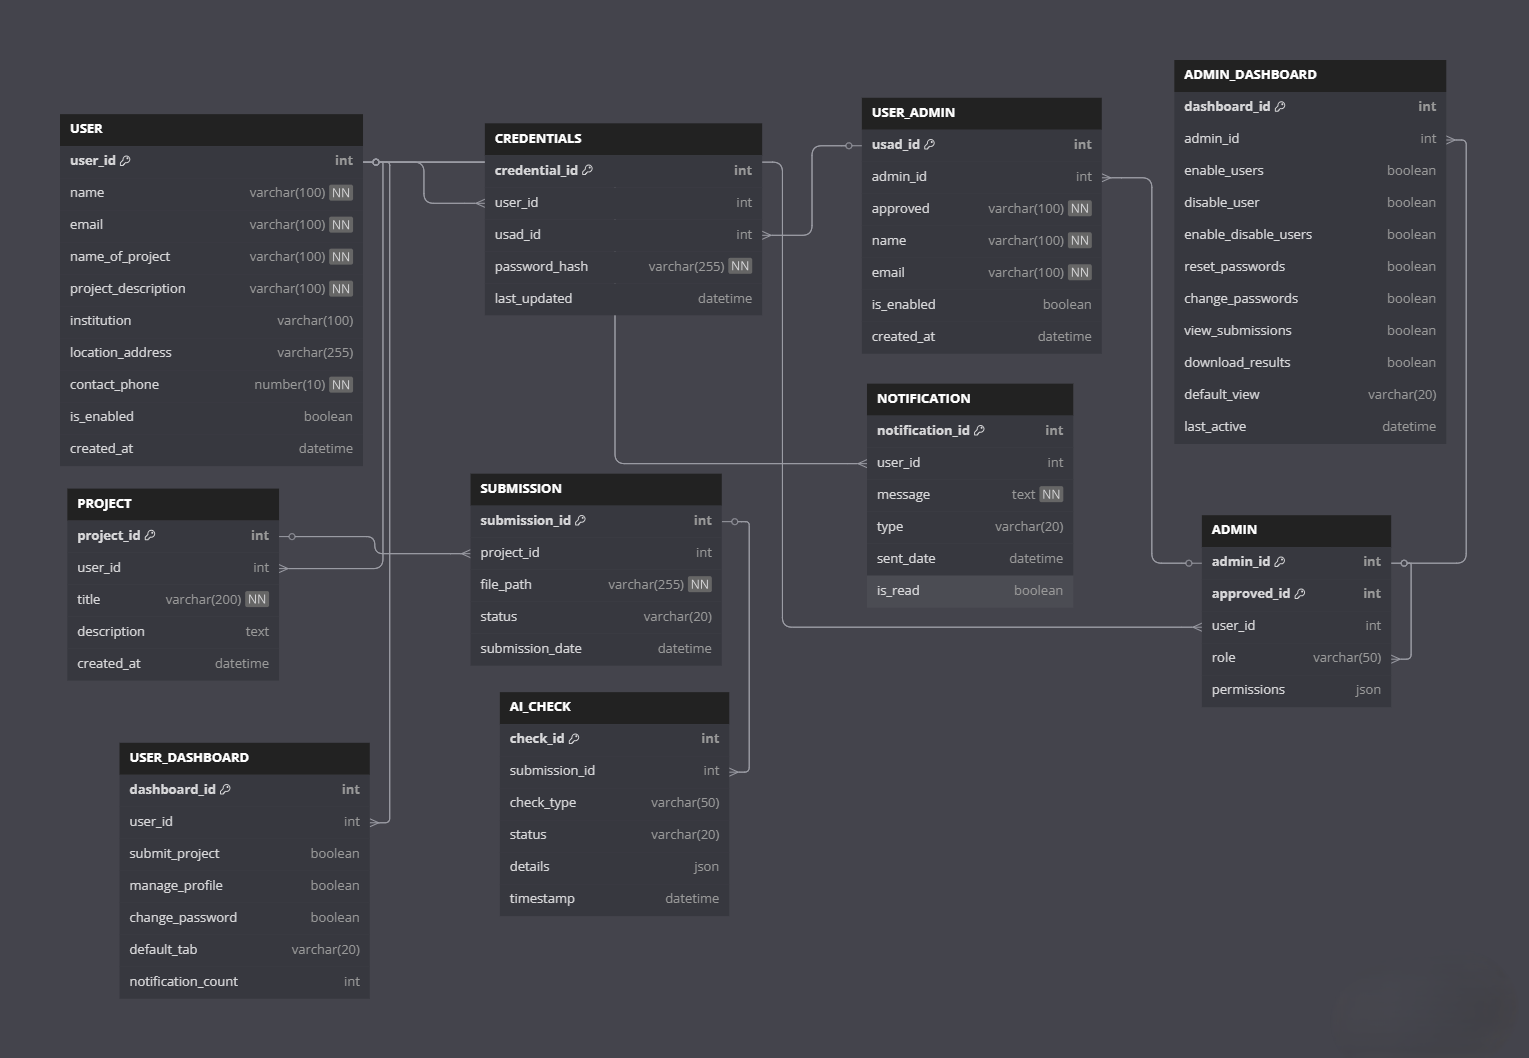 USER
user_id int
name varchar(100) NN
email varchar(100) NN
name_of_project varchar(100) NN
project_description varchar(100) NN
institution varchar(100)
location_address varchar(255)
contact_phone number(10) NN
is_enabled boolean
created_at datetime
CREDENTIALS
credential_id int
user_id int
usad_id int
password_hash varchar(255) NN
last_updated datetime
USER_ADMIN
usad_id int
admin_id int
approved varchar(100) NN
name varchar(100) NN
email varchar(100) NN
is_enabled boolean
created_at datetime
ADMIN_DASHBOARD
dashboard_id int
admin_id int
enable_users boolean
disable_user boolean
enable_disable_users boolean
reset_passwords boolean
change_passwords boolean
view_submissions boolean
download_results boolean
default_view varchar(20)
last_active datetime
NOTIFICATION
notification_id int
user_id int
message text NN
type varchar(20)
sent_date datetime
is_read boolean
PROJECT
project_id int
user_id int
title varchar(200) NN
description text
created_at datetime
SUBMISSION
submission_id int
project_id int
file_path varchar(255) NN
status varchar(20)
submission_date datetime
ADMIN
admin_id int
approved_id int
user_id int
role varchar(50)
permissions json
AI_CHECK
check_id int
submission_id int
check_type varchar(50)
status varchar(20)
details json
timestamp datetime
USER_DASHBOARD
dashboard_id int
user_id int
submit_project boolean
manage_profile boolean
change_password boolean
default_tab varchar(20)
notification_count int